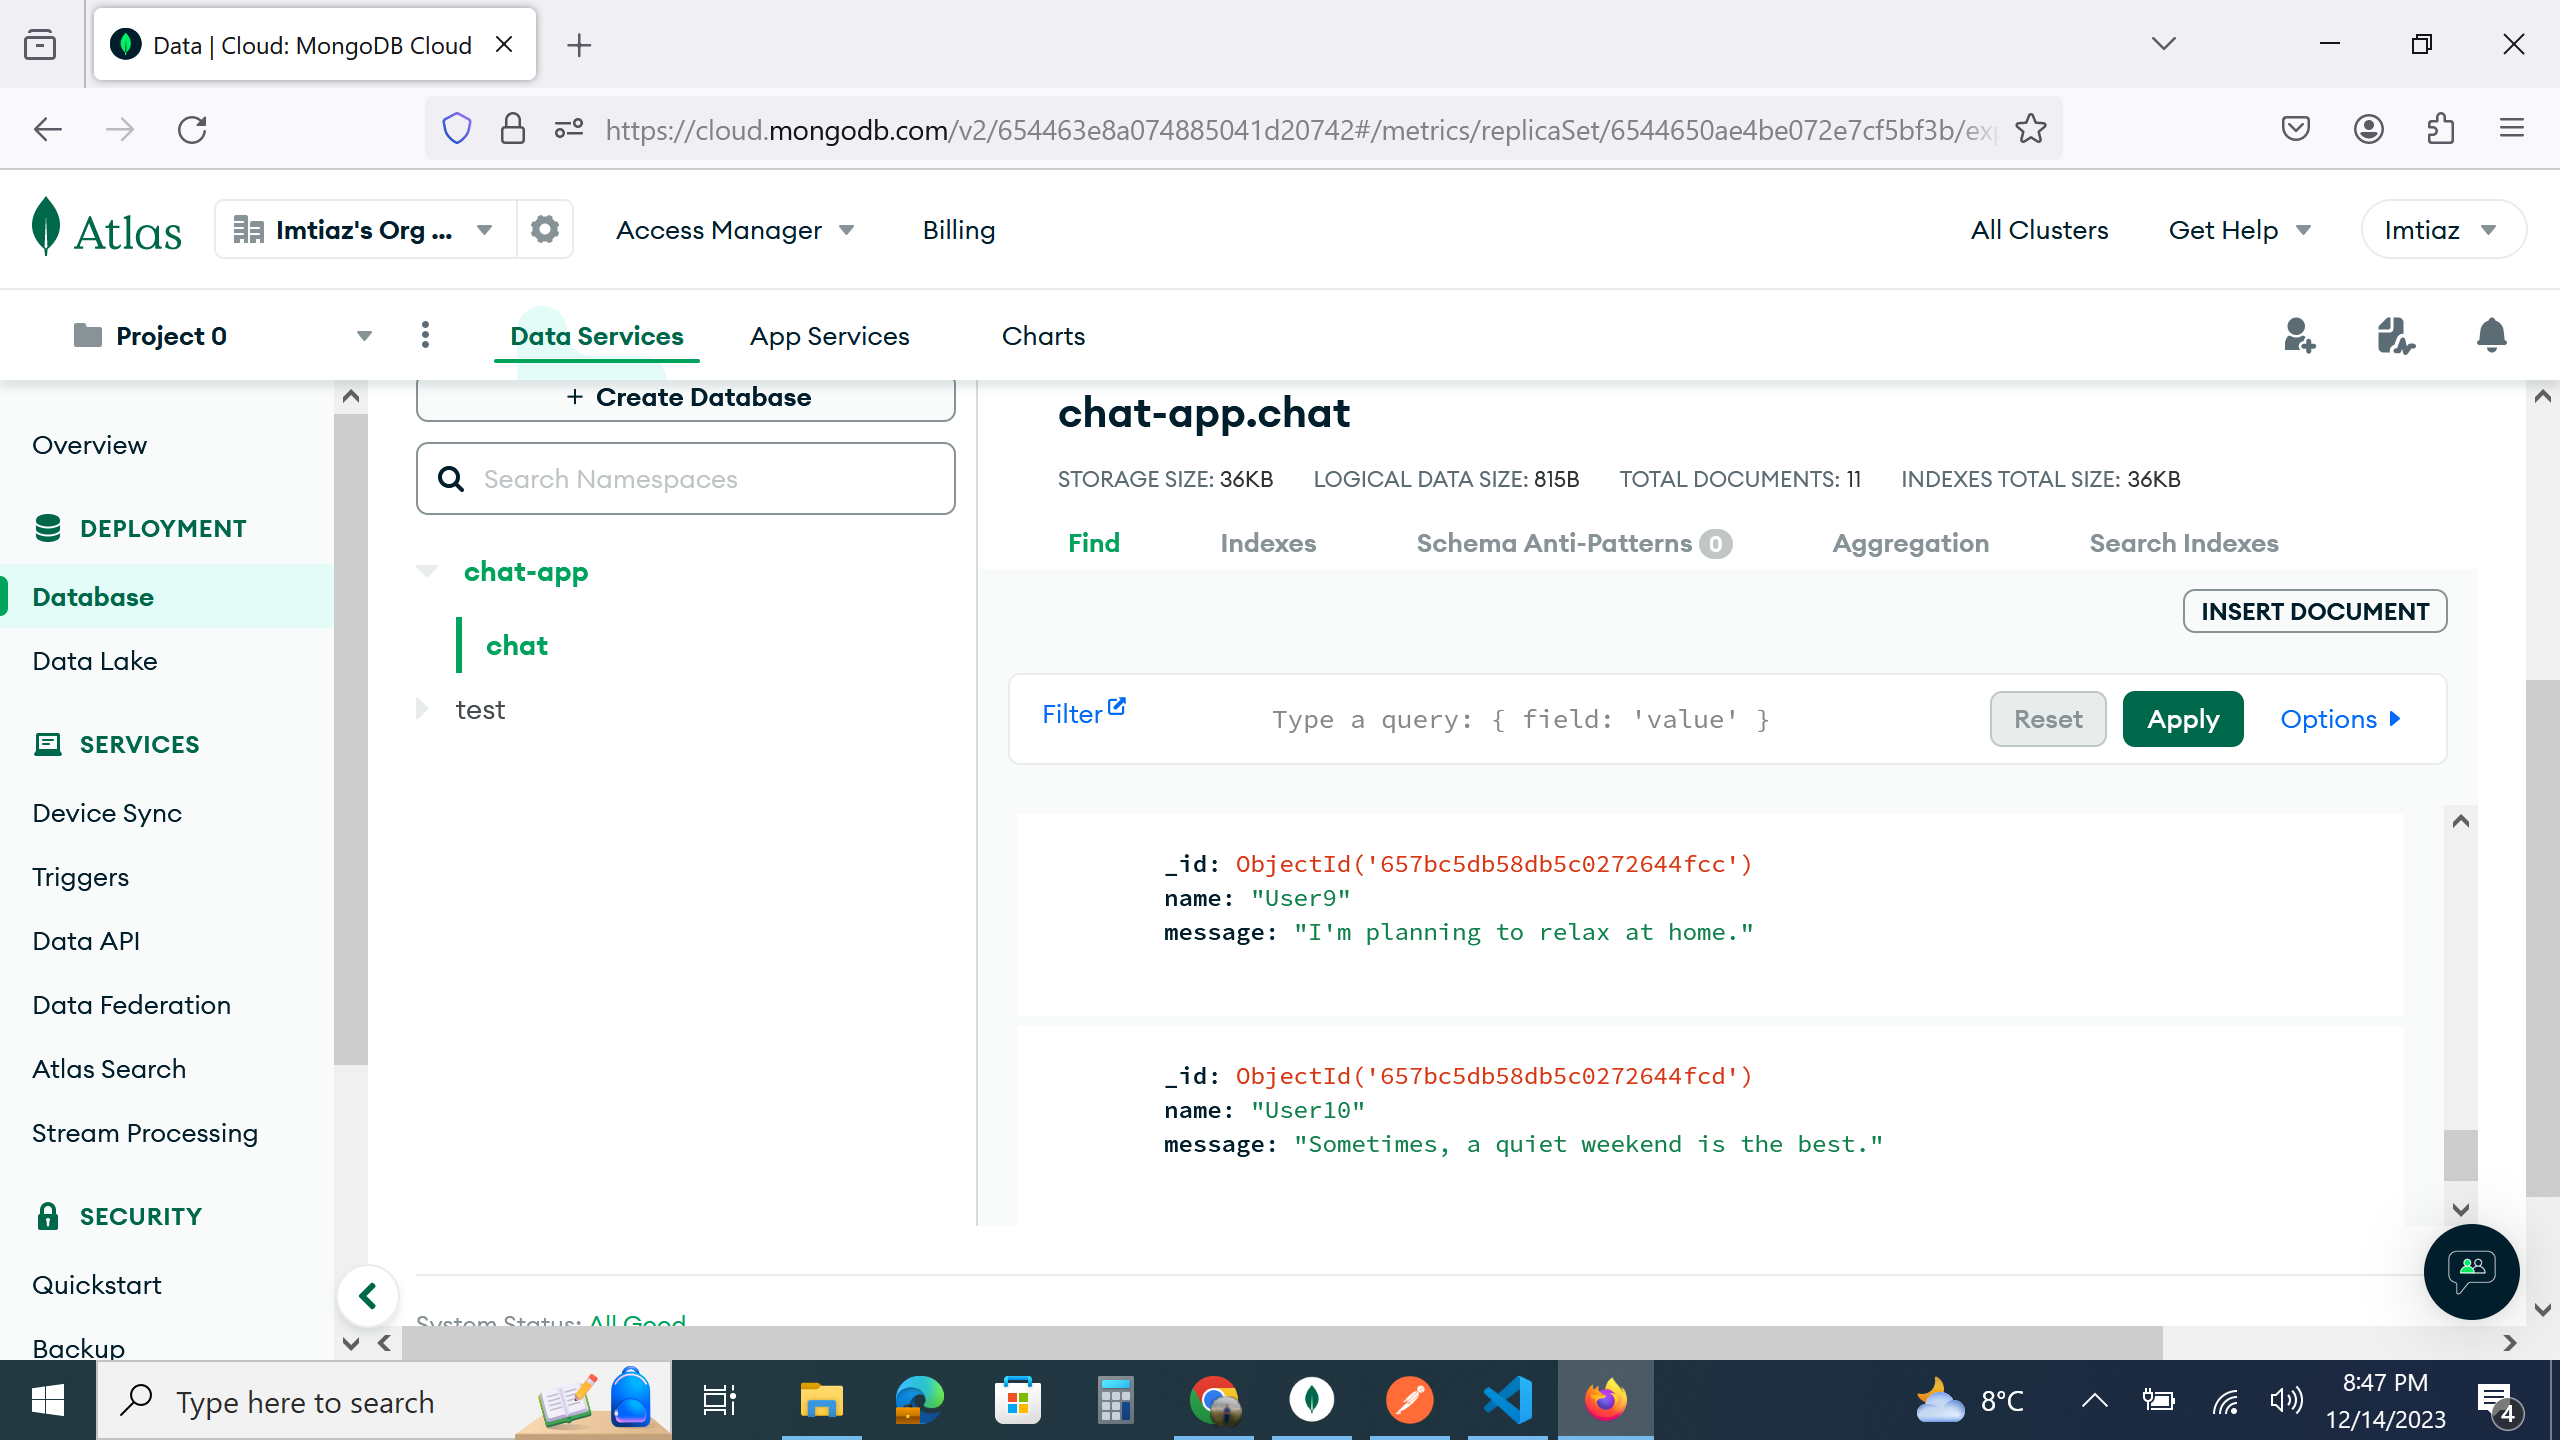 Data | Cloud: MongoDB Cloud
https://cloud.mongodb.com/v2/654463e8a074885041d20742#/metrics/replicaSet/6544650ae4be072e7cf5bf3b/exp
Atlas
Imtiaz's Org ...
Access Manager
Billing
All Clusters
Get Help
Imtiaz
Project 0
Data Services
App Services
Charts
Overview
DEPLOYMENT
Database
Data Lake
SERVICES
Device Sync
Triggers
Data API
Data Federation
Atlas Search
Stream Processing
SECURITY
Quickstart
Backup
+ Create Database
Search Namespaces
chat-app
chat
test
chat-app.chat
STORAGE SIZE: 36KB LOGICAL DATA SIZE: 815B TOTAL DOCUMENTS: 11 INDEXES TOTAL SIZE: 36KB
Find Indexes Schema Anti-Patterns 0 Aggregation Search Indexes
INSERT DOCUMENT
Filter
Type a query: { field: 'value' }
Reset
Apply
Options
_id: ObjectId('657bc5db58db5c0272644fcc')
name: "User9"
message: "I'm planning to relax at home."
_id: ObjectId('657bc5db58db5c0272644fcd')
name: "User10"
message: "Sometimes, a quiet weekend is the best."
System Status: All Good
Type here to search
8°C
8:47 PM
12/14/2023
4